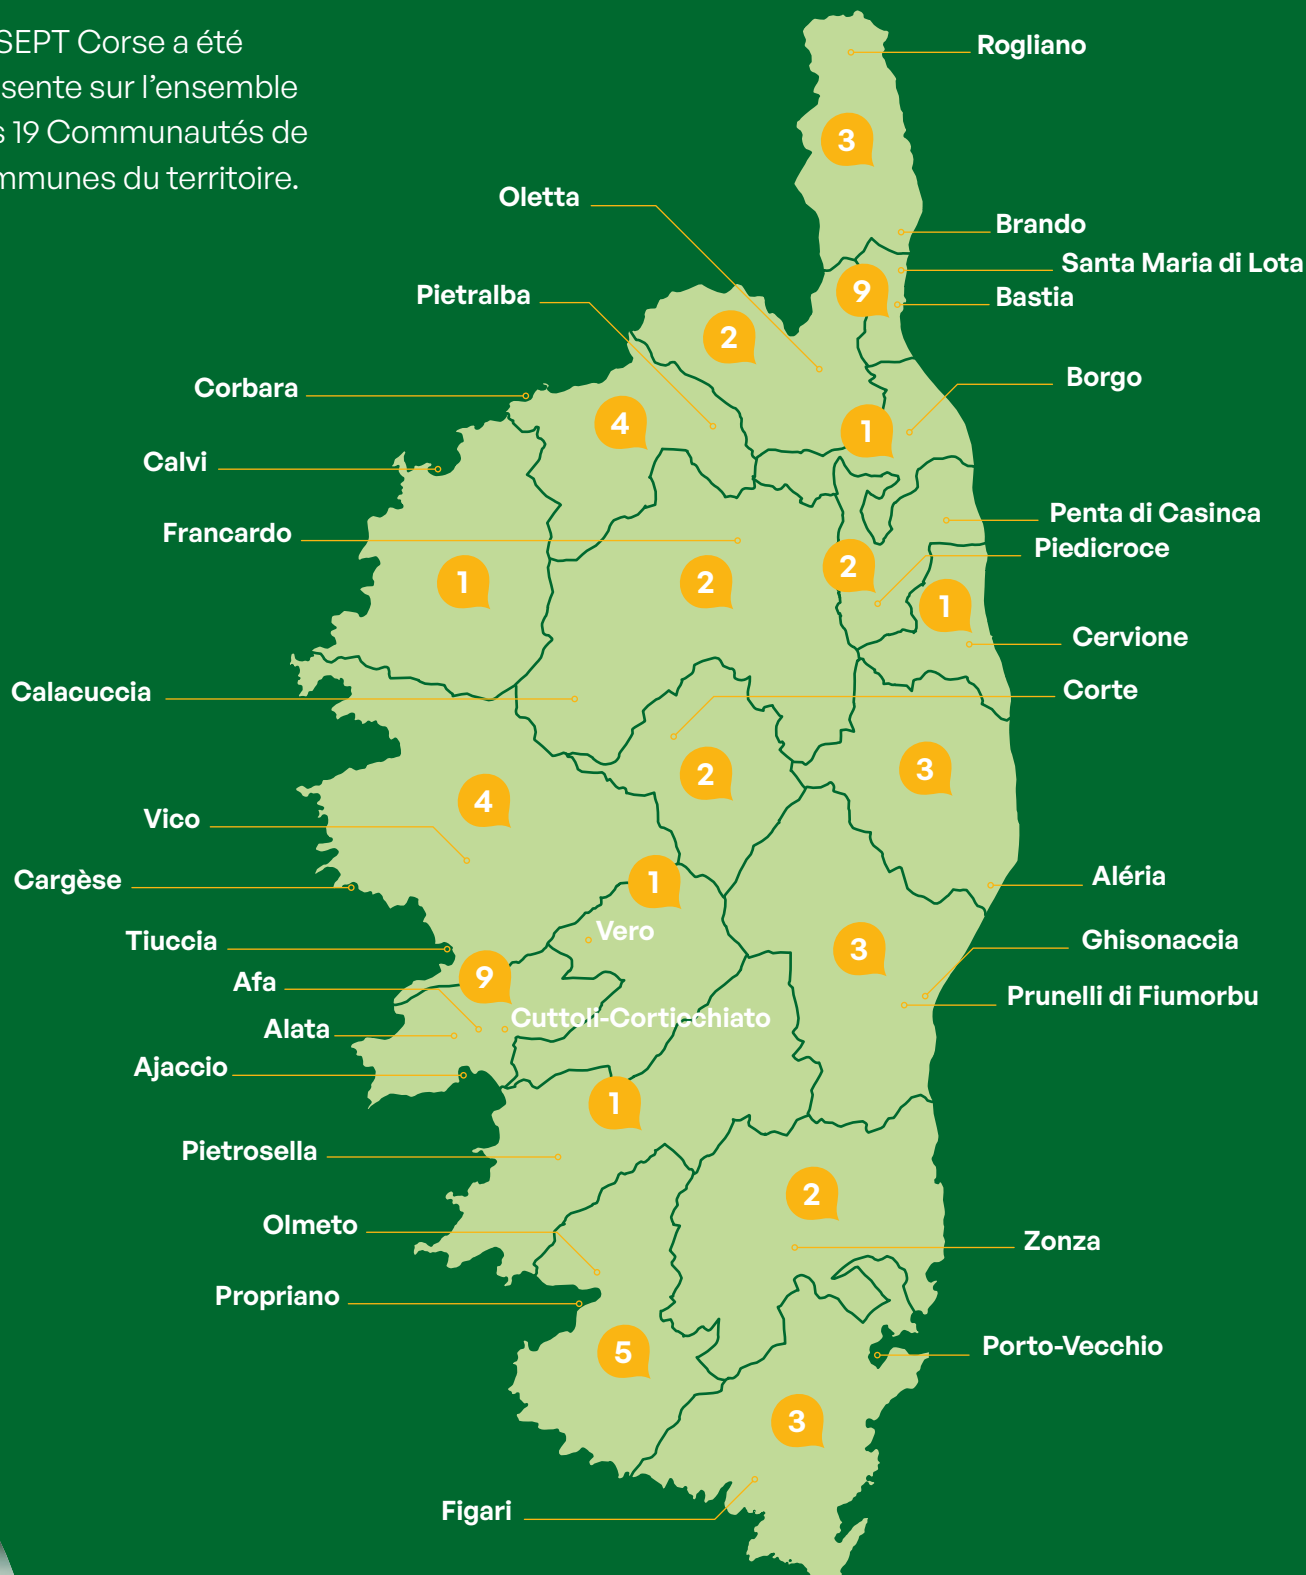 SEPT Corse a été
sente sur l'ensemble
s 19 Communautés de
mmunes du territoire.
Rogliano
3
Oletta
Brando
Santa Maria di Lota
9
Pietralba
Bastia
2
Borgo
Corbara
4
1
Calvi
Penta di Casinca
Francardo
Piedicroce
2
1
2
1
Cervione
Calacuccia
Corte
3
2
4
Vico
Aléria
Cargèse
1
Vero
Tiuccia
Ghisonaccia
3
9
Afa
Prunelli di Fiumorbu
Cuttoli-Corticchiato
Alata
Ajaccio
1
Pietrosella
2
Olmeto
Zonza
Propriano
Porto-Vecchio
5
3
Figari